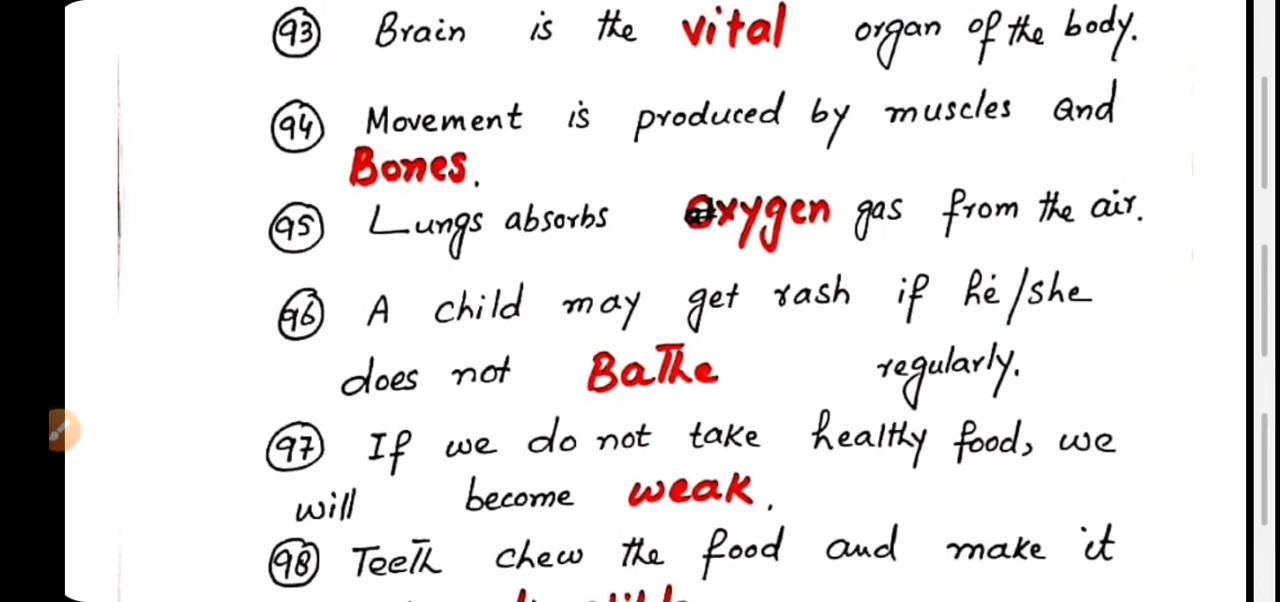 93 Brain is the vital organ of the body.
94 Movement is produced by muscles and
Bones.
95 Lungs absorbs oxygen gas from the air.
96 A child may get rash if he/she
does not Bathe regularly.
97 If we do not take healthy food, we
will become weak.
98 Teeth chew the food and make it